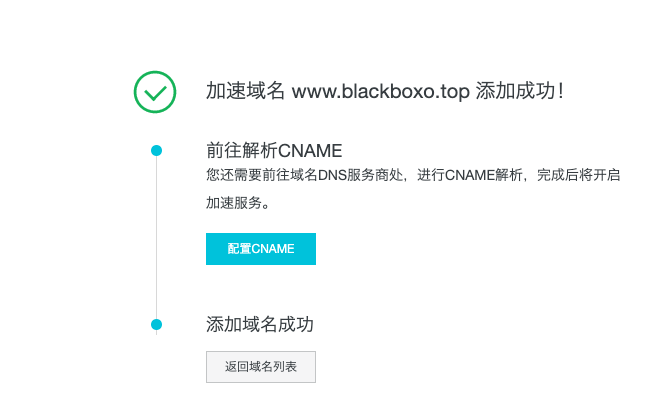 加速域名 www.blackboxo.top 添加成功！
前往解析CNAME
您还需要前往域名DNS服务商处，进行CNAME解析，完成后将开启
加速服务。
配置CNAME
添加域名成功
返回域名列表